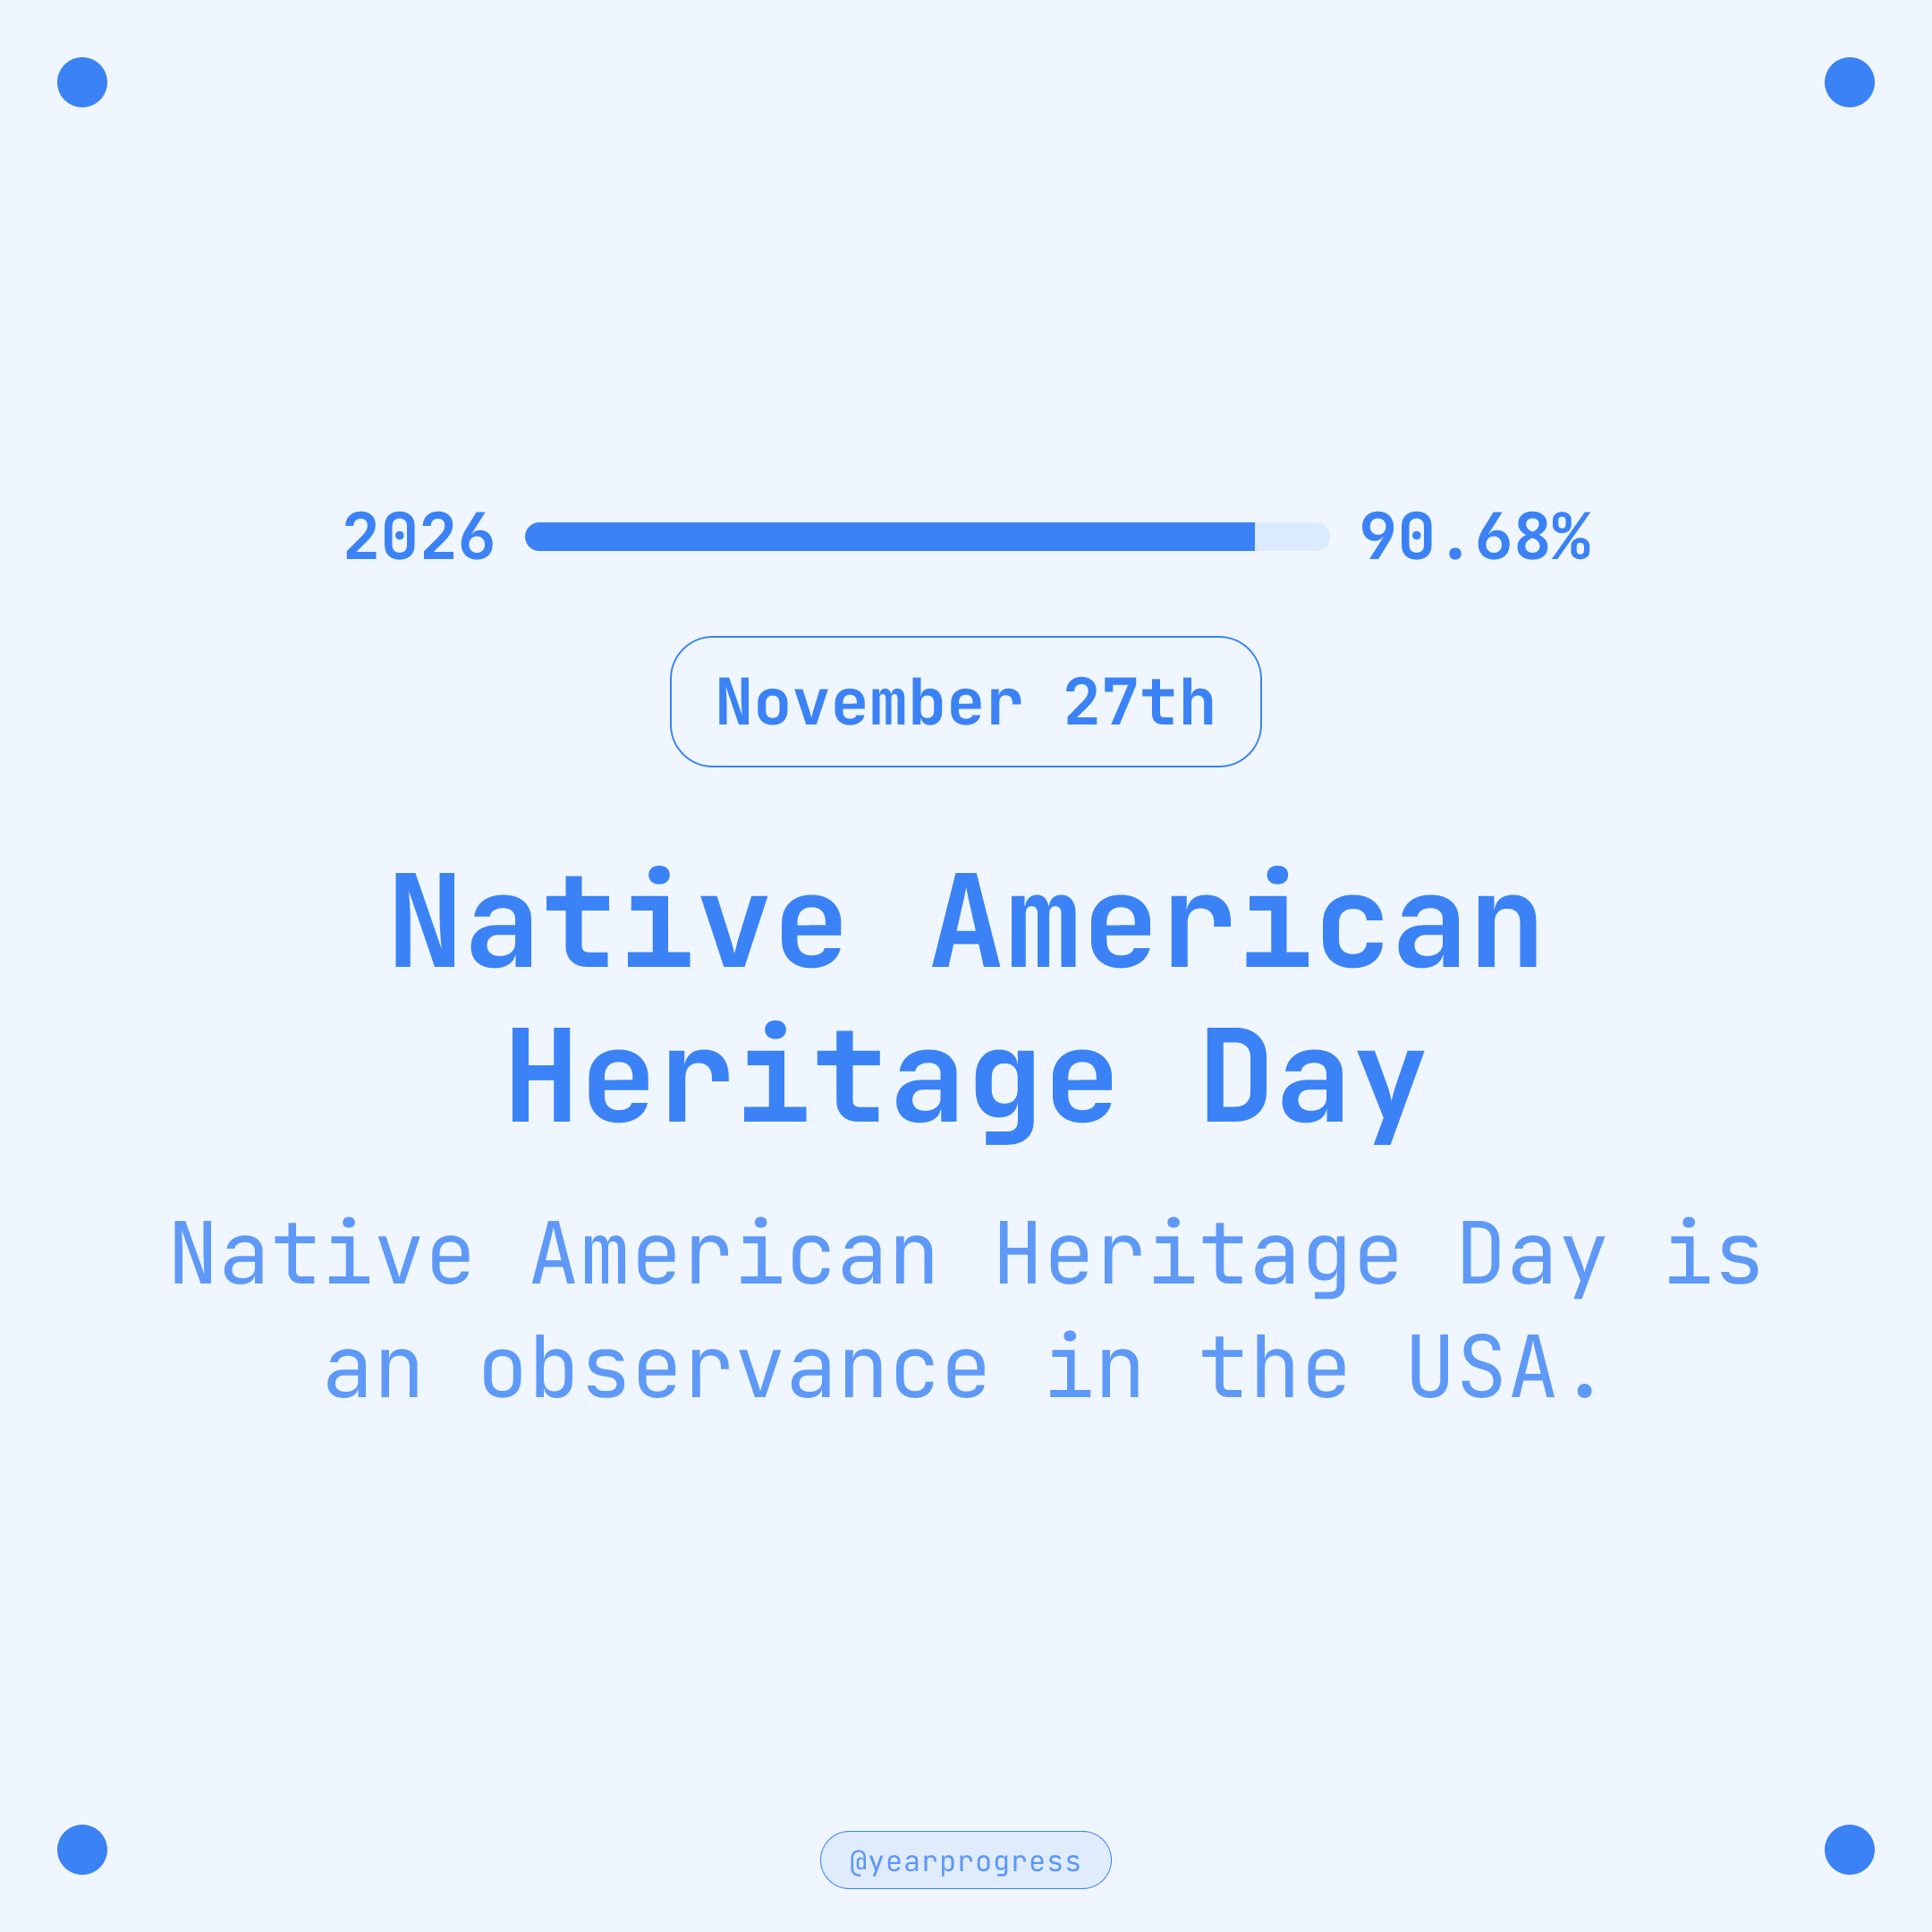 2026 90.68%
November 27th
Native American
Heritage Day
Native American Heritage Day is
an observance in the USA.
@yearprogress